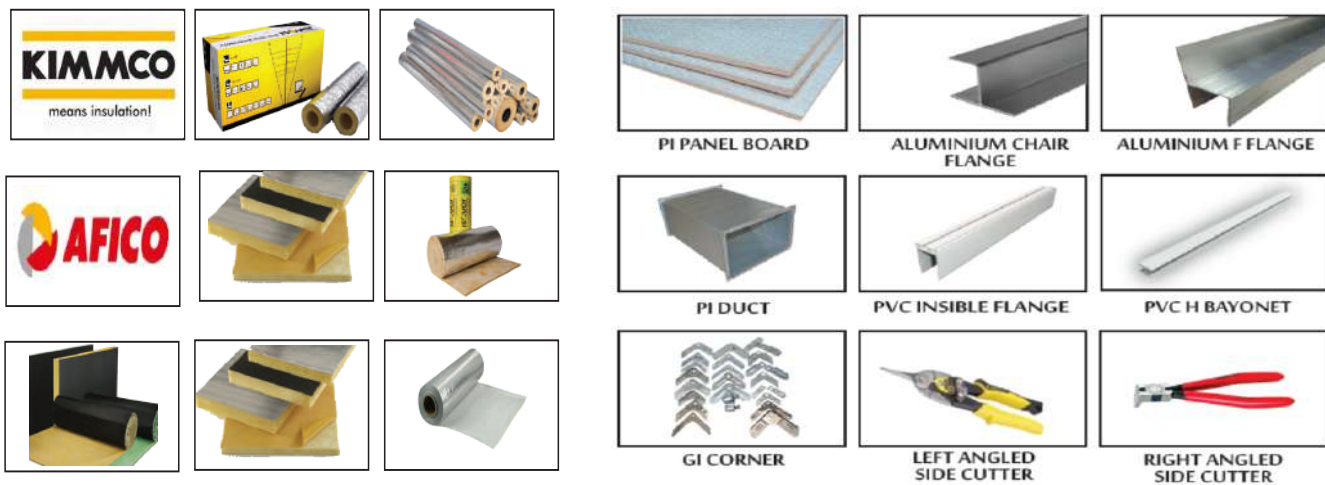 KIMMCO
means insulation!
AFICO
PI PANEL BOARD
ALUMINIUM CHAIR
FLANGE
ALUMINIUM F FLANGE
PI DUCT
PVC INSIBLE FLANGE
PVC H BAYONET
GI CORNER
LEFT ANGLED
SIDE CUTTER
RIGHT ANGLED
SIDE CUTTER